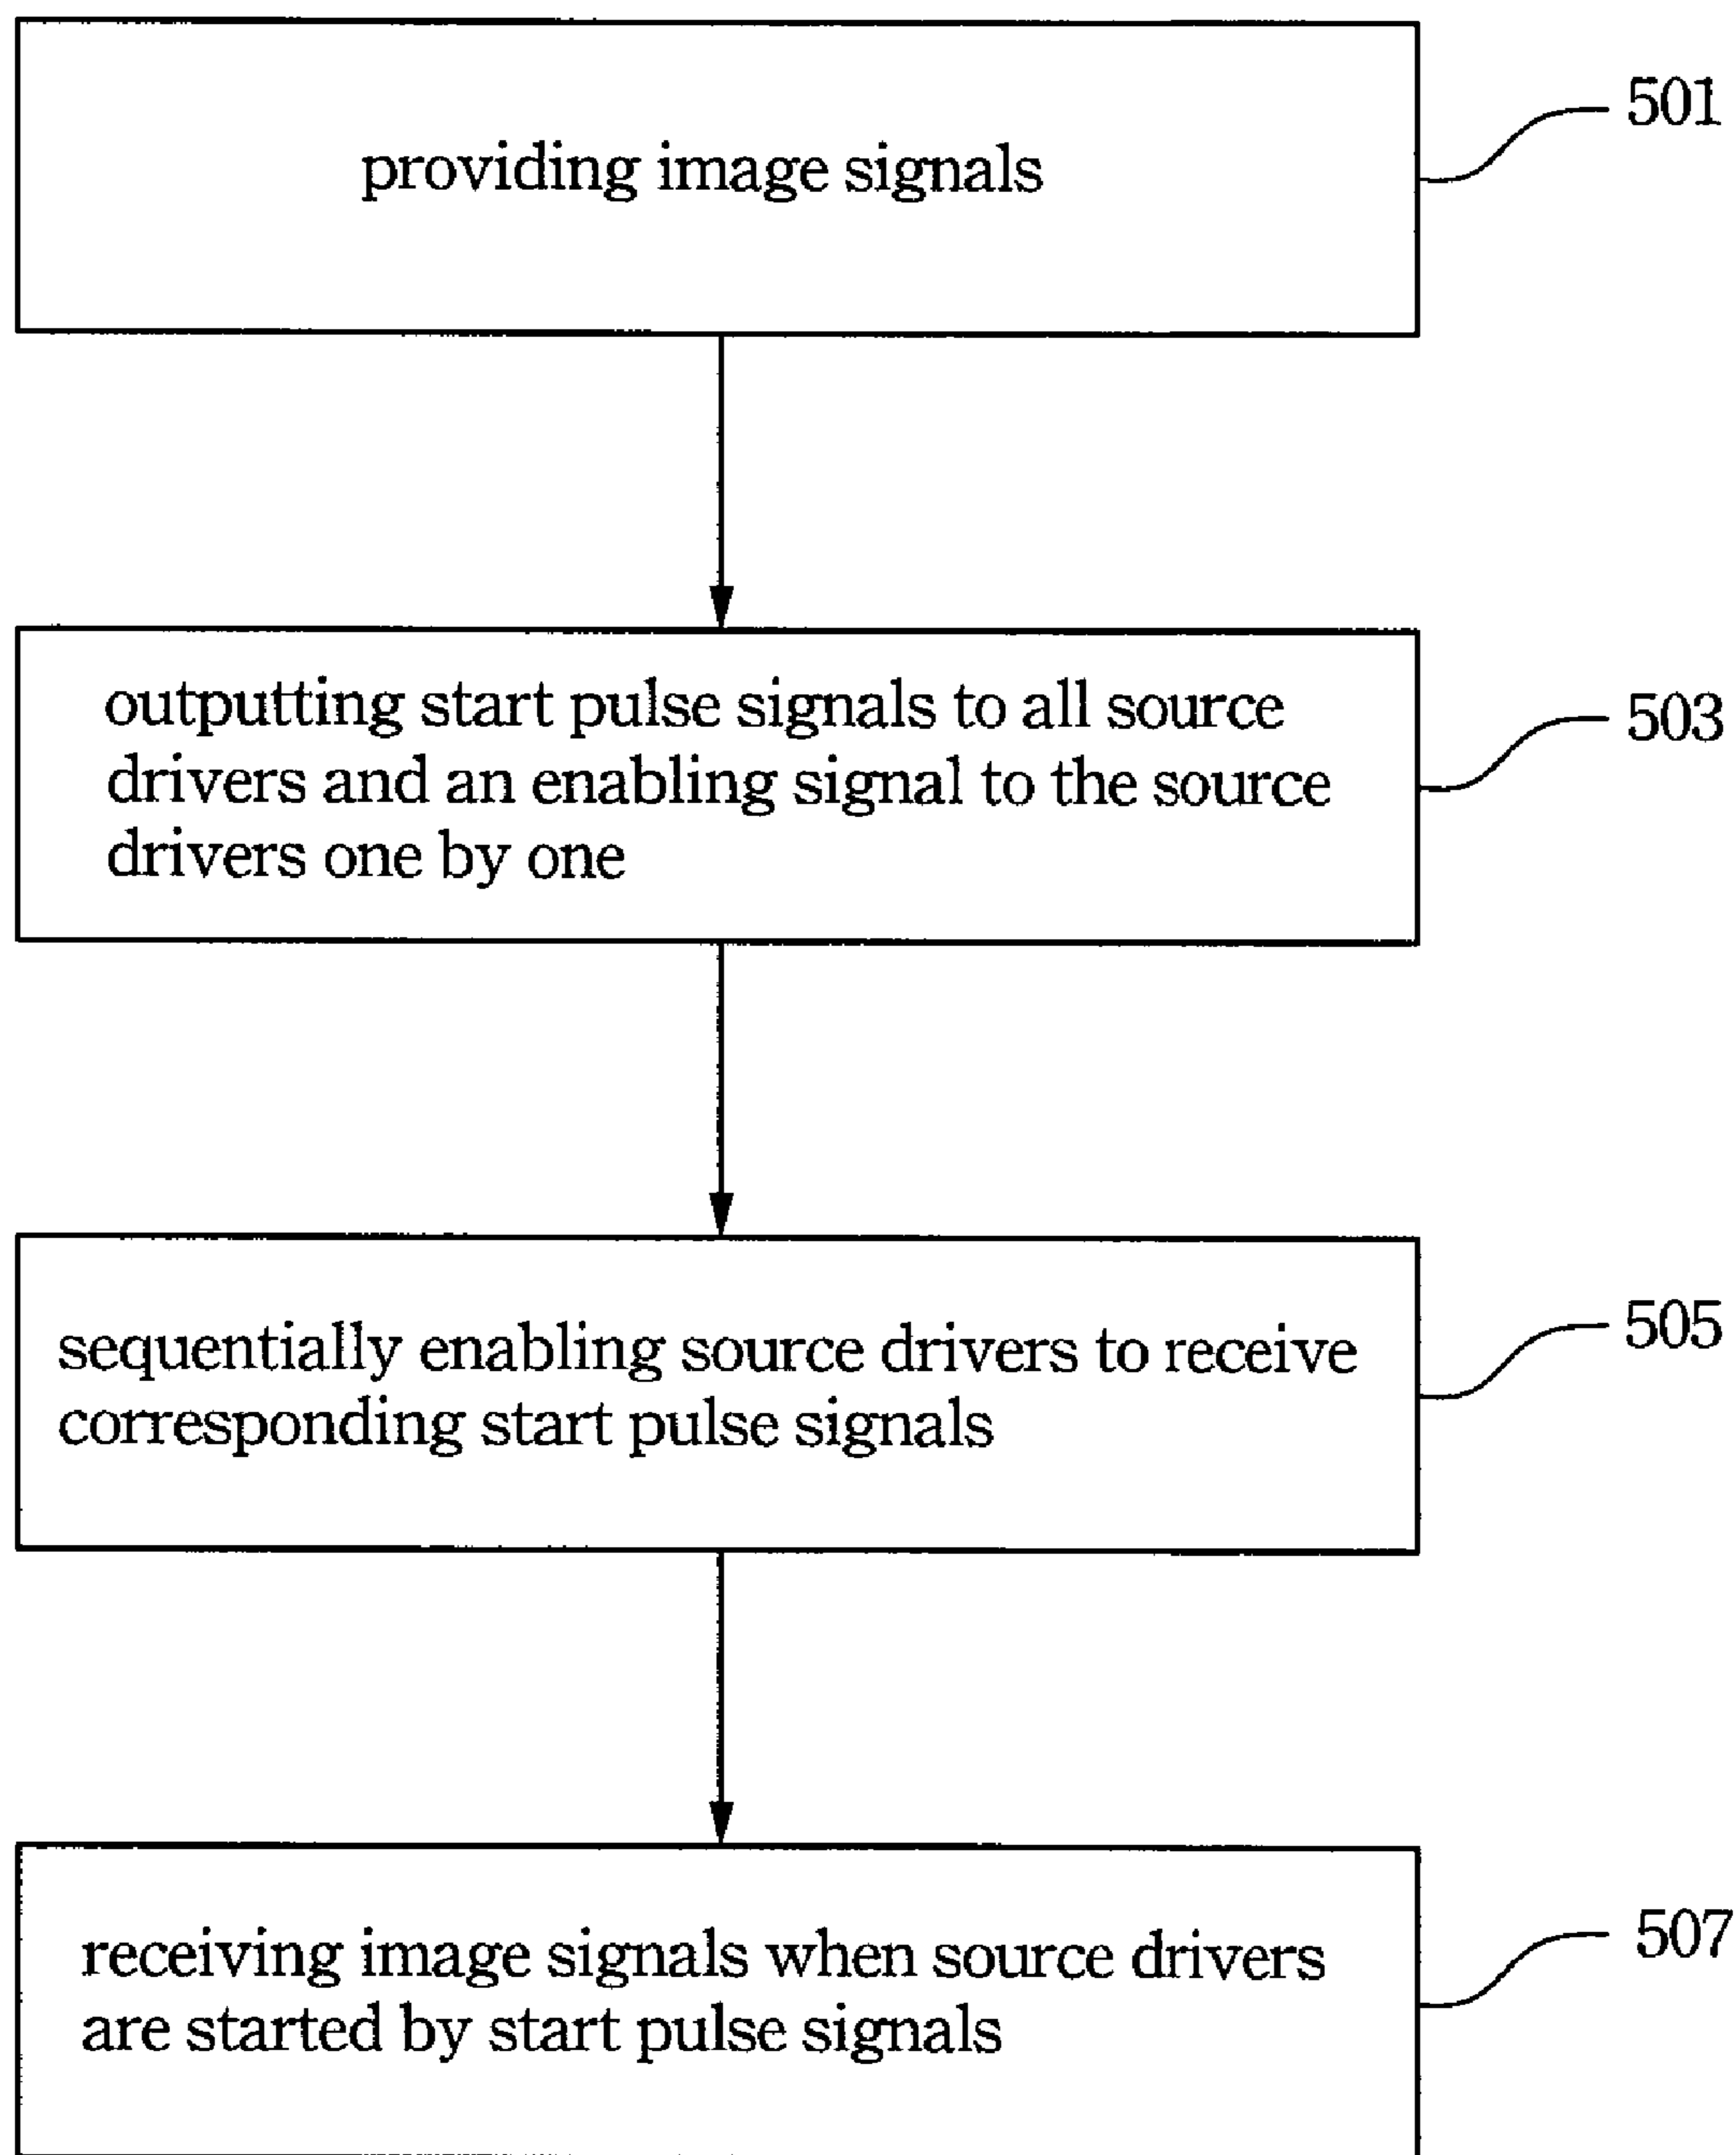 providing image signals
501
outputting start pulse signals to all source
drivers and an enabling signal to the source
drivers one by one
503
sequentially enabling source drivers to receive
corresponding start pulse signals
505
receiving image signals when source drivers
are started by start pulse signals
507